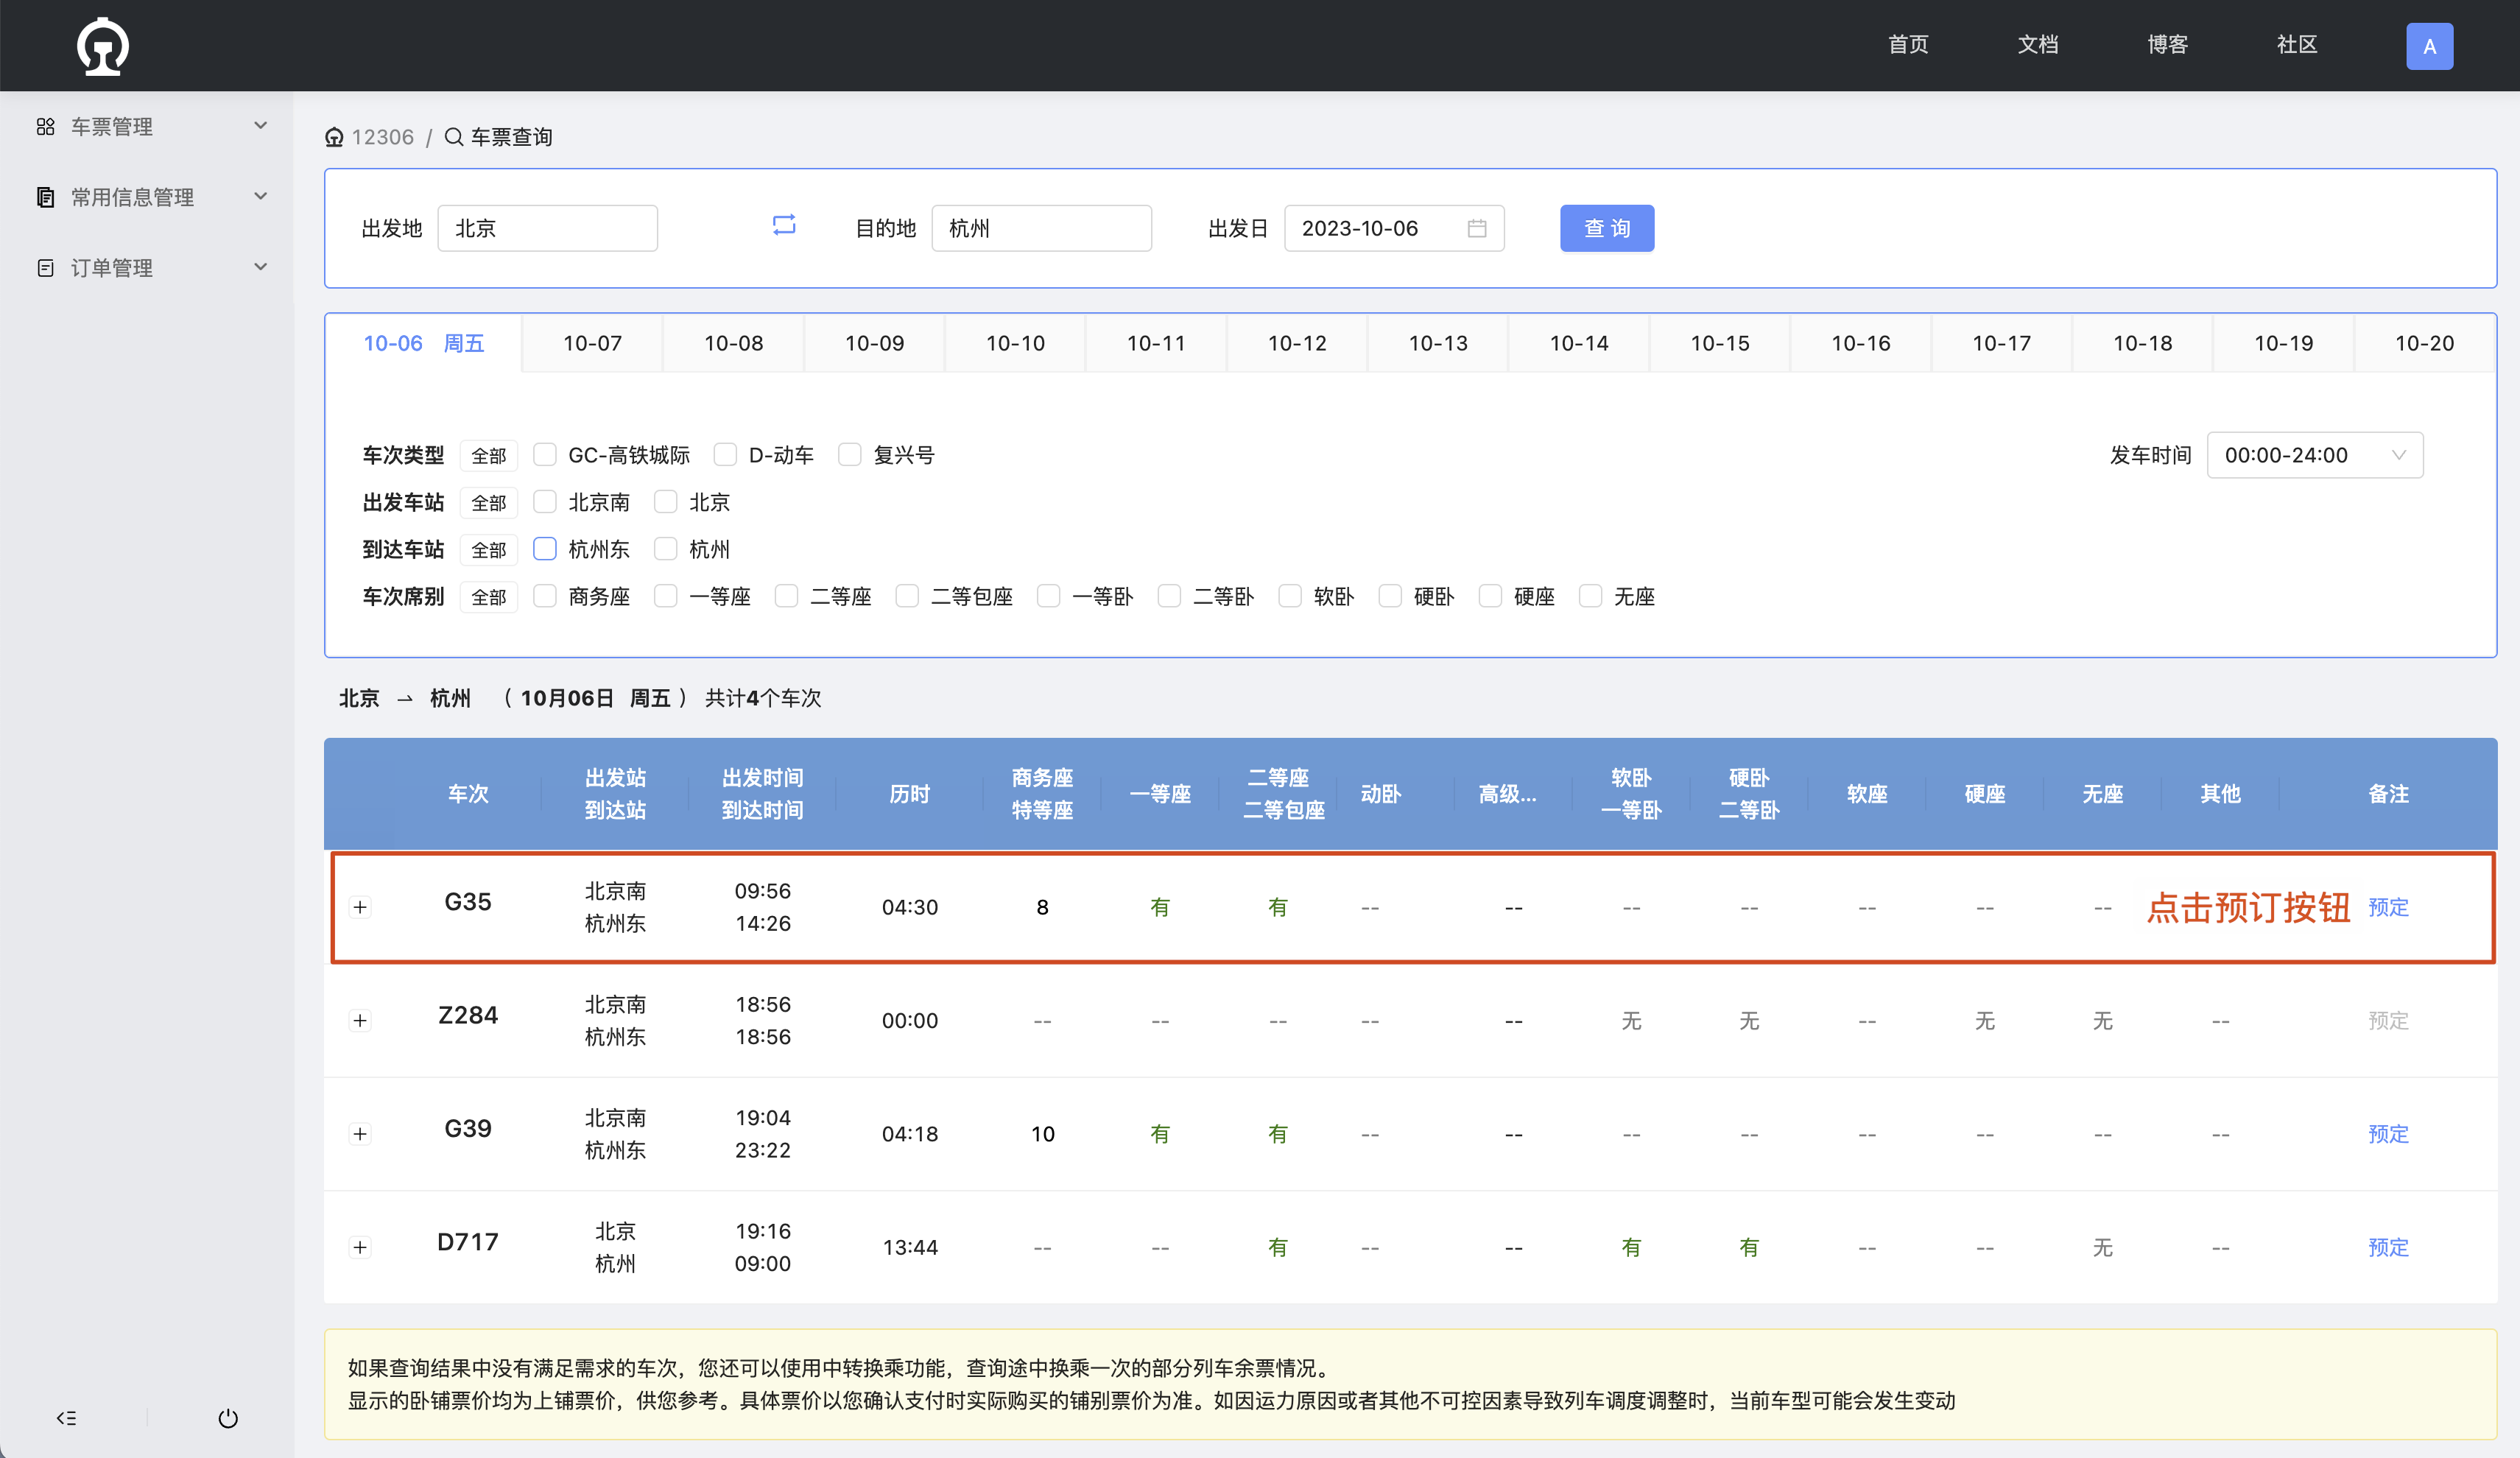 首页 文档 博客 社区 A
车票管理
常用信息管理
订单管理
12306 / 车票查询
出发地 北京 目的地 杭州 出发日 2023-10-06 查 询
10-06 周五 10-07 10-08 10-09 10-10 10-11 10-12 10-13 10-14 10-15 10-16 10-17 10-18 10-19 10-20
车次类型 全部 GC-高铁城际 D-动车 复兴号 发车时间 00:00-24:00
出发车站 全部 北京南 北京
到达车站 全部 杭州东 杭州
车次席别 全部 商务座 一等座 二等座 二等包座 一等卧 二等卧 软卧 硬卧 硬座 无座
北京 ⇀ 杭州 （ 10月06日 周五 ） 共计4个车次
车次 出发站 到达站 出发时间 到达时间 历时 商务座 特等座 一等座 二等座 二等包座 动卧 高级... 软卧 一等卧 硬卧 二等卧 软座 硬座 无座 其他 备注
G35 北京南 杭州东 09:56 14:26 04:30 8 有 有 -- -- -- -- -- -- -- 点击预订按钮 预定
Z284 北京南 杭州东 18:56 18:56 00:00 -- -- -- -- -- 无 无 -- 无 无 -- 预定
G39 北京南 杭州东 19:04 23:22 04:18 10 有 有 -- -- -- -- -- -- -- -- 预定
D717 北京 杭州 19:16 09:00 13:44 -- -- 有 -- -- 有 有 -- -- 无 -- 预定
如果查询结果中没有满足需求的车次，您还可以使用中转换乘功能，查询途中换乘一次的部分列车余票情况。
显示的卧铺票价均为上铺票价，供您参考。具体票价以您确认支付时实际购买的铺别票价为准。如因运力原因或者其他不可控因素导致列车调度调整时，当前车型可能会发生变动